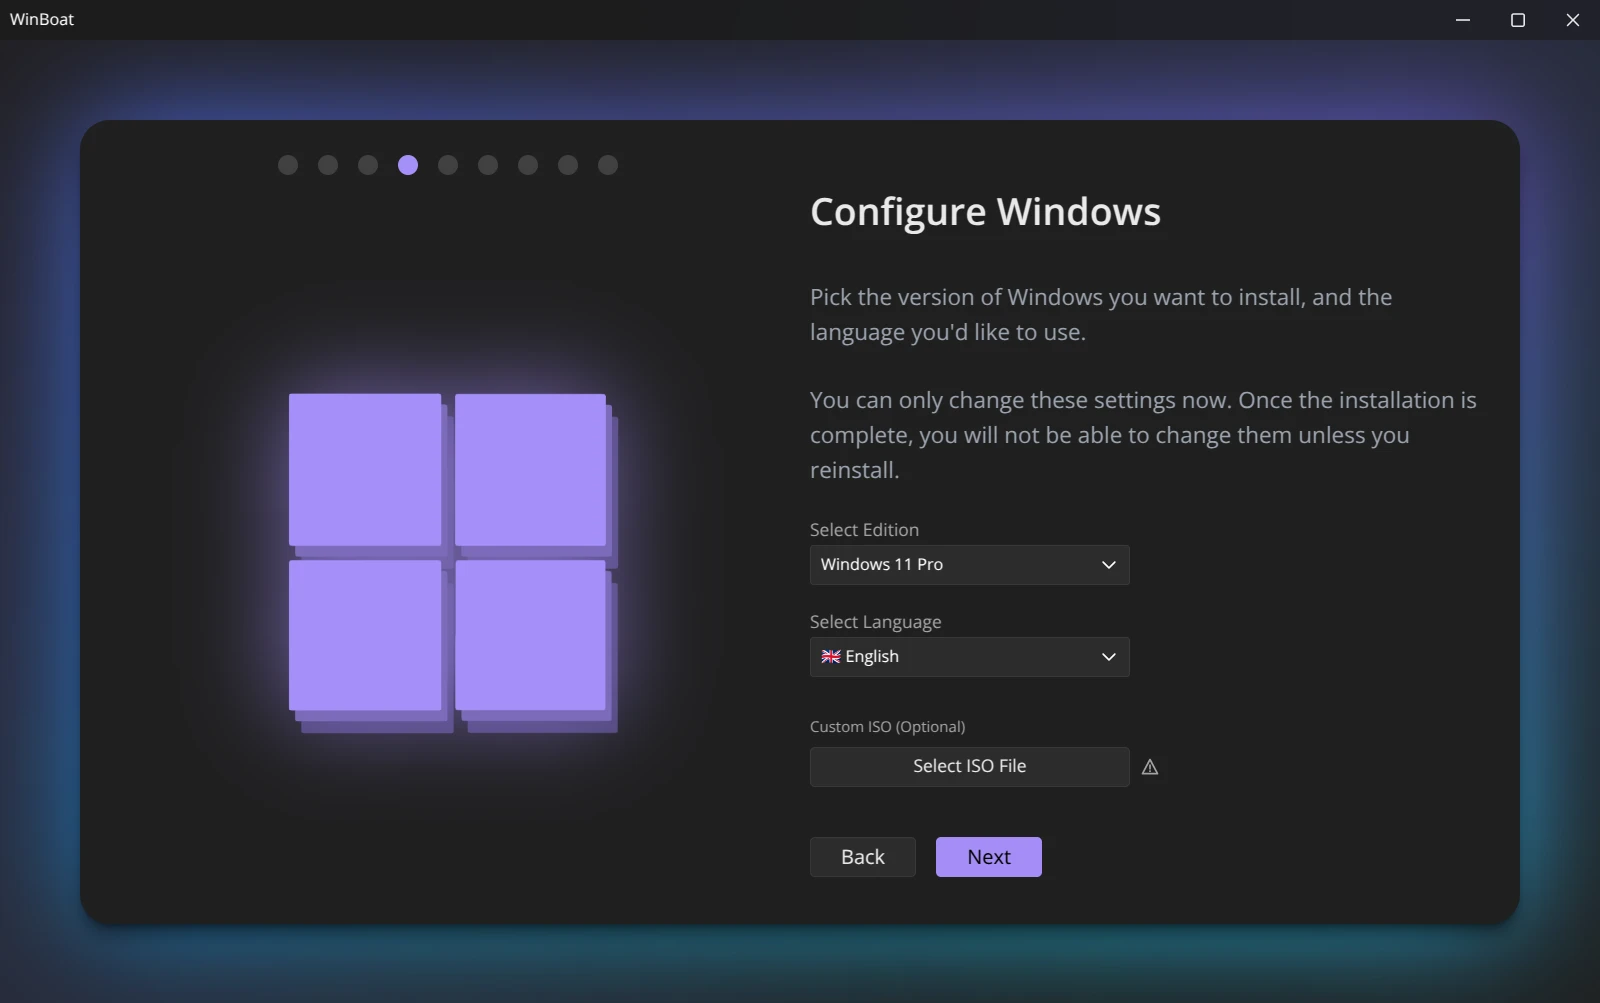 WinBoat
Configure Windows
Pick the version of Windows you want to install, and the
language you'd like to use.
You can only change these settings now. Once the installation is
complete, you will not be able to change them unless you
reinstall.
Select Edition
Windows 11 Pro
Select Language
🇬🇧 English
Custom ISO (Optional)
Select ISO File
Back
Next